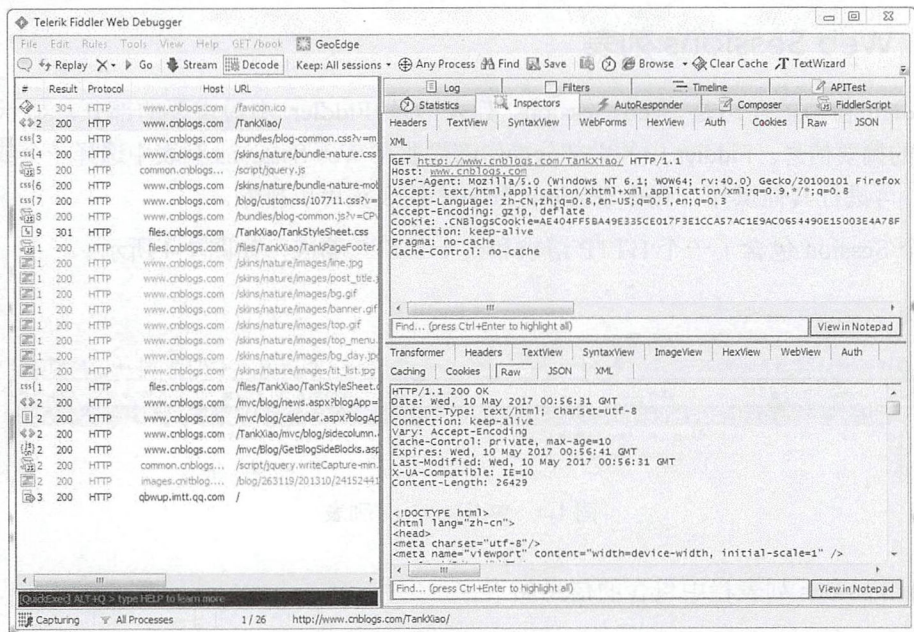 Telerik Fiddler Web Debugger
File Edit Rules Tools View Help GET /book GeoEdge
Replay Go Stream Decode Keep: All sessions Any Process Find Save Browse Clear Cache TextWizard
# Result Protocol Host URL
1 304 HTTP www.cnblogs.com /favicon.ico
2 200 HTTP www.cnblogs.com /TankXiao/
3 200 HTTP www.cnblogs.com /bundles/blog-common.css?v=m
4 200 HTTP www.cnblogs.com /skins/nature/bundle-nature.css
5 200 HTTP common.cnblogs... /script/jquery.js
6 200 HTTP www.cnblogs.com /skins/nature/bundle-nature-mob
7 200 HTTP www.cnblogs.com /blog/customcss/107711.css?v=
8 200 HTTP www.cnblogs.com /bundles/blog-common.js?v=CPv
9 301 HTTP files.cnblogs.com /TankXiao/TankStyleSheet.css
1 200 HTTP files.cnblogs.com /files/TankXiao/TankPageFooter.
1 200 HTTP www.cnblogs.com /skins/nature/images/line.jpg
1 200 HTTP www.cnblogs.com /skins/nature/images/post_title.j
1 200 HTTP www.cnblogs.com /skins/nature/images/bg.gif
1 200 HTTP www.cnblogs.com /skins/nature/images/banner.gif
1 200 HTTP www.cnblogs.com /skins/nature/images/top.gif
1 200 HTTP www.cnblogs.com /skins/nature/images/top_menu.
1 200 HTTP www.cnblogs.com /skins/nature/images/bg_day.jp
1 200 HTTP www.cnblogs.com /skins/nature/images/tit_list.jpg
1 200 HTTP files.cnblogs.com /files/TankXiao/TankStyleSheet.c
2 200 HTTP www.cnblogs.com /mvc/blog/news.aspx?blogApp=
2 200 HTTP www.cnblogs.com /mvc/blog/calendar.aspx?blogAp
2 200 HTTP www.cnblogs.com /TankXiao/mvc/blog/sidecolumn.
2 200 HTTP www.cnblogs.com /mvc/Blog/GetBlogSideBlocks.asp
2 200 HTTP common.cnblogs... /script/jquery.writeCapture-min.
2 200 HTTP images.cnitblog.... /blog/263119/201310/24152441
3 200 HTTP qbwup.imtt.qq.com /
[QuickExec] ALT+Q > type HELP to learn more
Capturing All Processes 1 / 26 http://www.cnblogs.com/TankXiao/
Log Filters Timeline APITest
Statistics Inspectors AutoResponder Composer FiddlerScript
Headers TextView SyntaxView WebForms HexView Auth Cookies Raw JSON
XML
GET http://www.cnblogs.com/TankXiao/ HTTP/1.1
Host: www.cnblogs.com
User-Agent: Mozilla/5.0 (Windows NT 6.1; WOW64; rv:40.0) Gecko/20100101 Firefox
Accept: text/html,application/xhtml+xml,application/xml;q=0.9,*/*;q=0.8
Accept-Language: zh-CN,zh;q=0.8,en-US;q=0.5,en;q=0.3
Accept-Encoding: gzip, deflate
Cookie: .CNBlogsCookie=AE404FF5BA49E335CE017F3E1CCA57AC1E9AC0654490E15003E4A78F
Connection: keep-alive
Pragma: no-cache
Cache-Control: no-cache
Find... (press Ctrl+Enter to highlight all) View in Notepad
Transformer Headers TextView SyntaxView ImageView HexView WebView Auth
Caching Cookies Raw JSON XML
HTTP/1.1 200 OK
Date: Wed, 10 May 2017 00:56:31 GMT
Content-Type: text/html; charset=utf-8
Connection: keep-alive
Vary: Accept-Encoding
Cache-Control: private, max-age=10
Expires: Wed, 10 May 2017 00:56:41 GMT
Last-Modified: Wed, 10 May 2017 00:56:31 GMT
X-UA-Compatible: IE=10
Content-Length: 26429
<!DOCTYPE html>
<html lang="zh-cn">
<head>
<meta charset="utf-8"/>
<meta name="viewport" content="width=device-width, initial-scale=1" />
Find... (press Ctrl+Enter to highlight all) View in Notepad